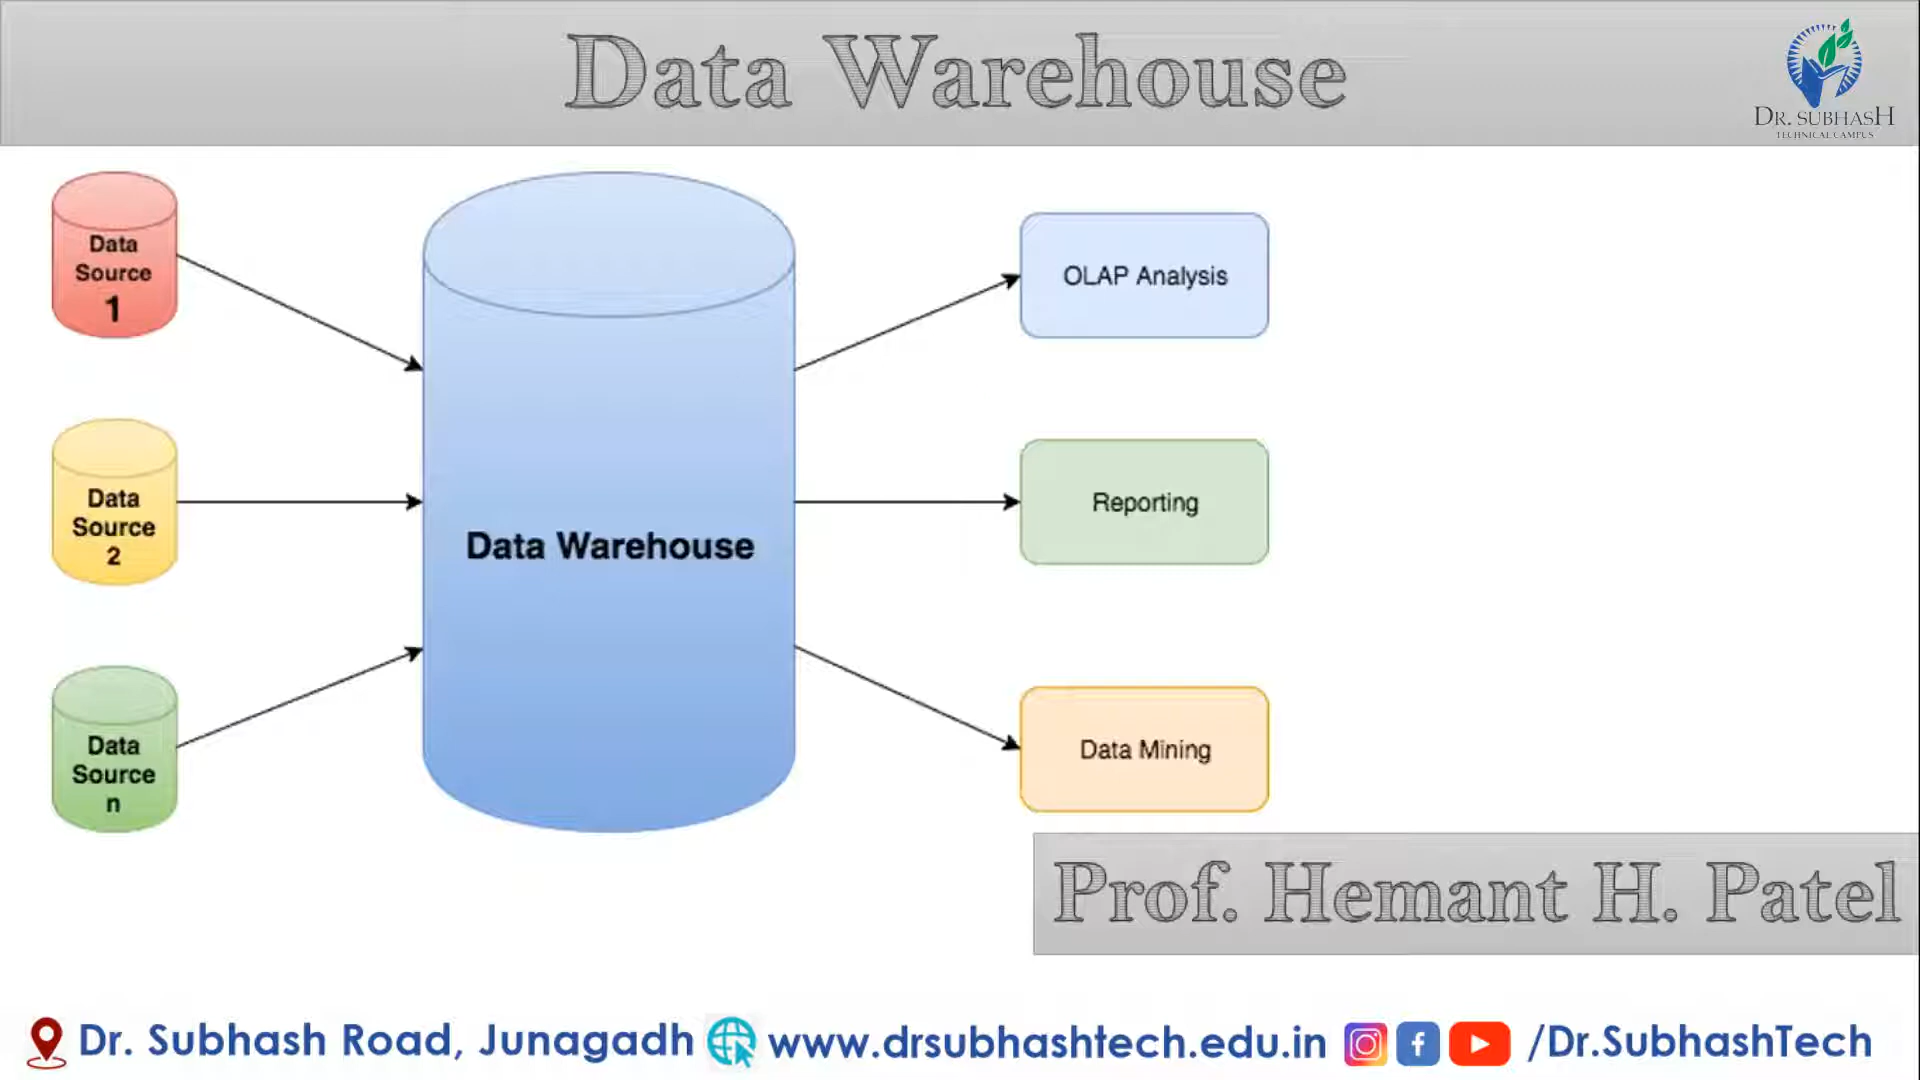 Data Warehouse
DR. SUBHASH
TECHNICAL CAMPUS
Data
Source
1
Data
Source
2
Data
Source
n
Data Warehouse
OLAP Analysis
Reporting
Data Mining
Prof. Hemant H. Patel
Dr. Subhash Road, Junagadh www.drsubhashtech.edu.in /Dr.SubhashTech